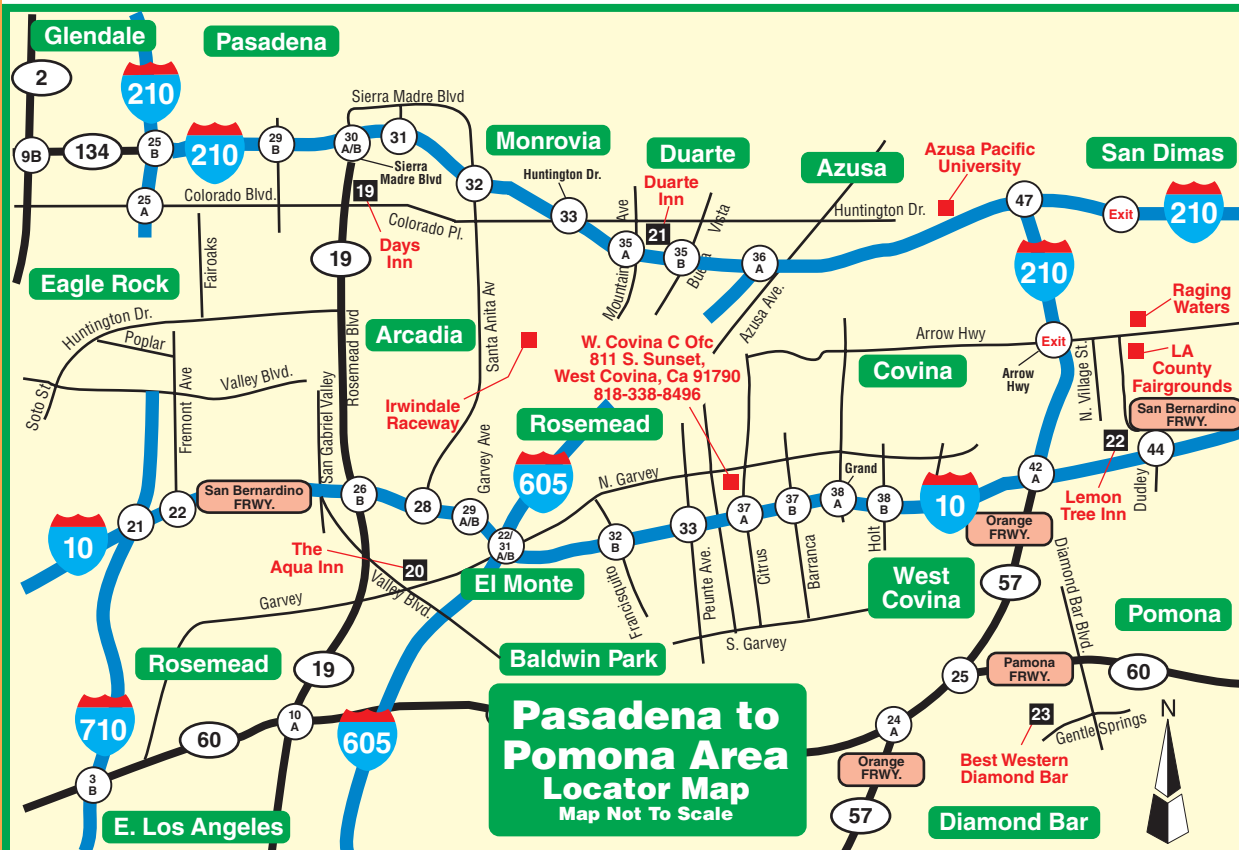 Glendale
Pasadena
2
210
Sierra Madre Blvd
9B
134
25
B
210
29
B
30
A/B
31
Sierra
Madre Blvd
32
Monrovia
Duarte
Azusa
Azusa Pacific
University
San Dimas
Huntington Dr.
Duarte
Inn
25
A
Colorado Blvd.
19
Colorado Pl.
33
Ave
21
Vista
Huntington Dr.
47
Exit
210
Days
Inn
35
A
35
B
36
A
Mountain
Buena
Azusa Ave.
210
Fairoaks
19
Eagle Rock
Huntington Dr.
Poplar
Rosemead Blvd
Arcadia
Santa Anita Av
W. Covina C Ofc
811 S. Sunset,
West Covina, Ca 91790
818-338-8496
Arrow Hwy
Exit
Arrow
Hwy
Raging
Waters
LA
County
Fairgrounds
N. Village St.
Covina
Soto St.
Valley Blvd.
Fremont Ave
San Gabriel Valley
Irwindale
Raceway
Rosemead
San Bernardino
FRWY.
22
44
Dudley
Lemon
Tree Inn
605
Garvey Ave
N. Garvey
Grand
San Bernardino
FRWY.
10
21
22
26
B
28
29
A/B
22/
31
A/B
32
B
33
37
A
37
B
38
A
38
B
10
42
A
Orange
FRWY.
Holt
The
Aqua Inn
20
Valley Blvd.
Garvey
El Monte
Francisquito
Peunte Ave.
Citrus
Barranca
S. Garvey
West
Covina
57
Diamond Bar Blvd.
Pomona
Rosemead
19
Baldwin Park
25
Pamona
FRWY.
60
710
60
10
A
605
3
B
E. Los Angeles
Pasadena to
Pomona Area
Locator Map
Map Not To Scale
24
A
Orange
FRWY.
57
23
Gentle Springs
Best Western
Diamond Bar
Diamond Bar
N